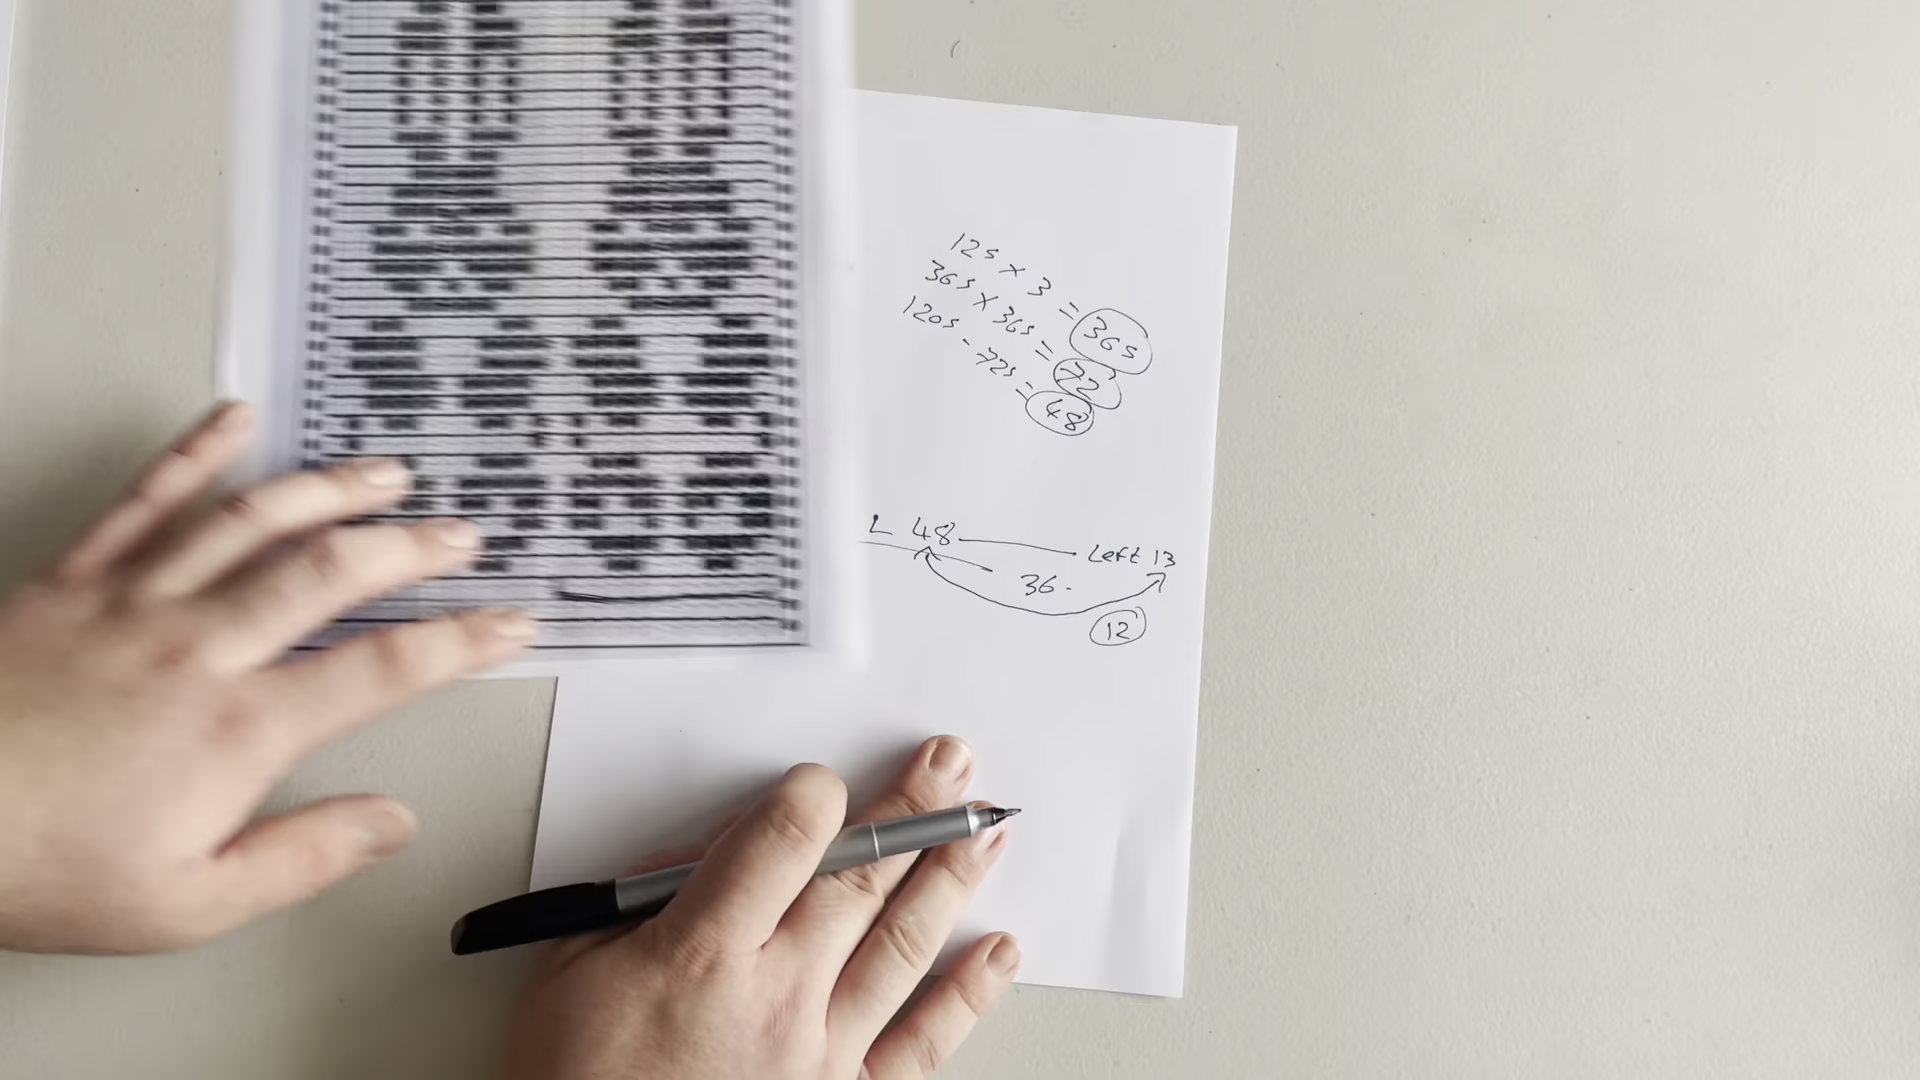 12s x 3 = 36s
36s x 36s = 72
120s - 72s = 48
L 48 Left 13
36.
12